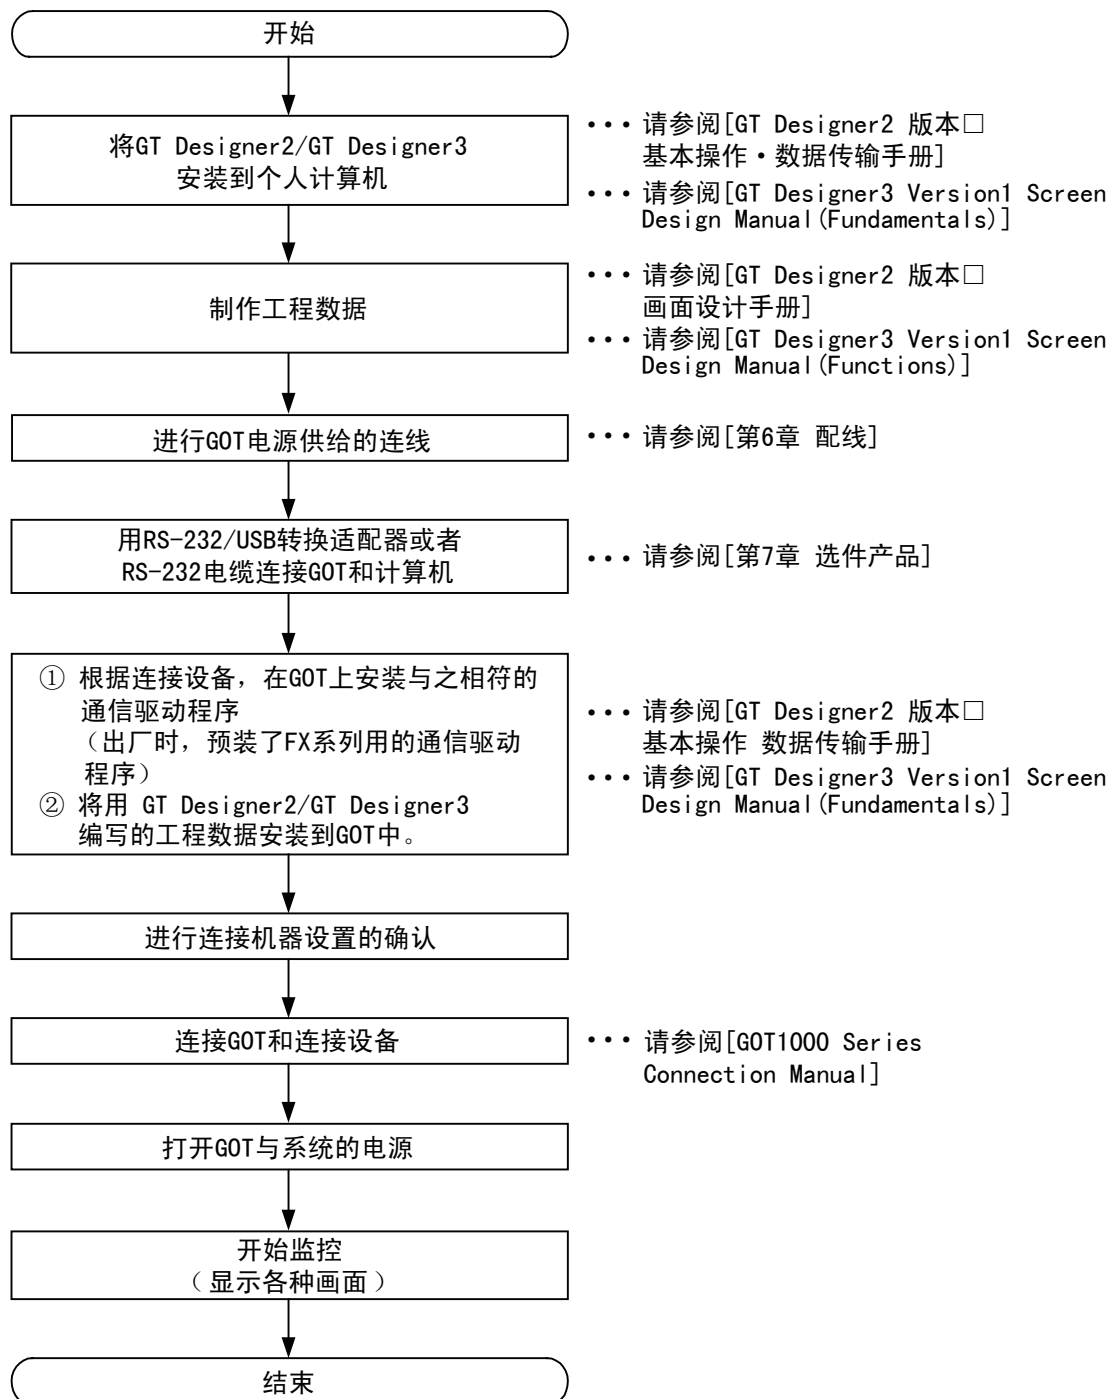 开始
将GT Designer2/GT Designer3
安装到个人计算机
••• 请参阅[GT Designer2 版本□
基本操作・数据传输手册]
••• 请参阅[GT Designer3 Version1 Screen
Design Manual(Fundamentals)]
制作工程数据
••• 请参阅[GT Designer2 版本□
画面设计手册]
••• 请参阅[GT Designer3 Version1 Screen
Design Manual(Functions)]
进行GOT电源供给的连线
••• 请参阅[第6章 配线]
用RS-232/USB转换适配器或者
RS-232电缆连接GOT和计算机
••• 请参阅[第7章 选件产品]
① 根据连接设备，在GOT上安装与之相符的
通信驱动程序
（出厂时，预装了FX系列用的通信驱动
程序）
② 将用 GT Designer2/GT Designer3
编写的工程数据安装到GOT中。
••• 请参阅[GT Designer2 版本□
基本操作 数据传输手册]
••• 请参阅[GT Designer3 Version1 Screen
Design Manual(Fundamentals)]
进行连接机器设置的确认
连接GOT和连接设备
••• 请参阅[GOT1000 Series
Connection Manual]
打开GOT与系统的电源
开始监控
（显示各种画面）
结束